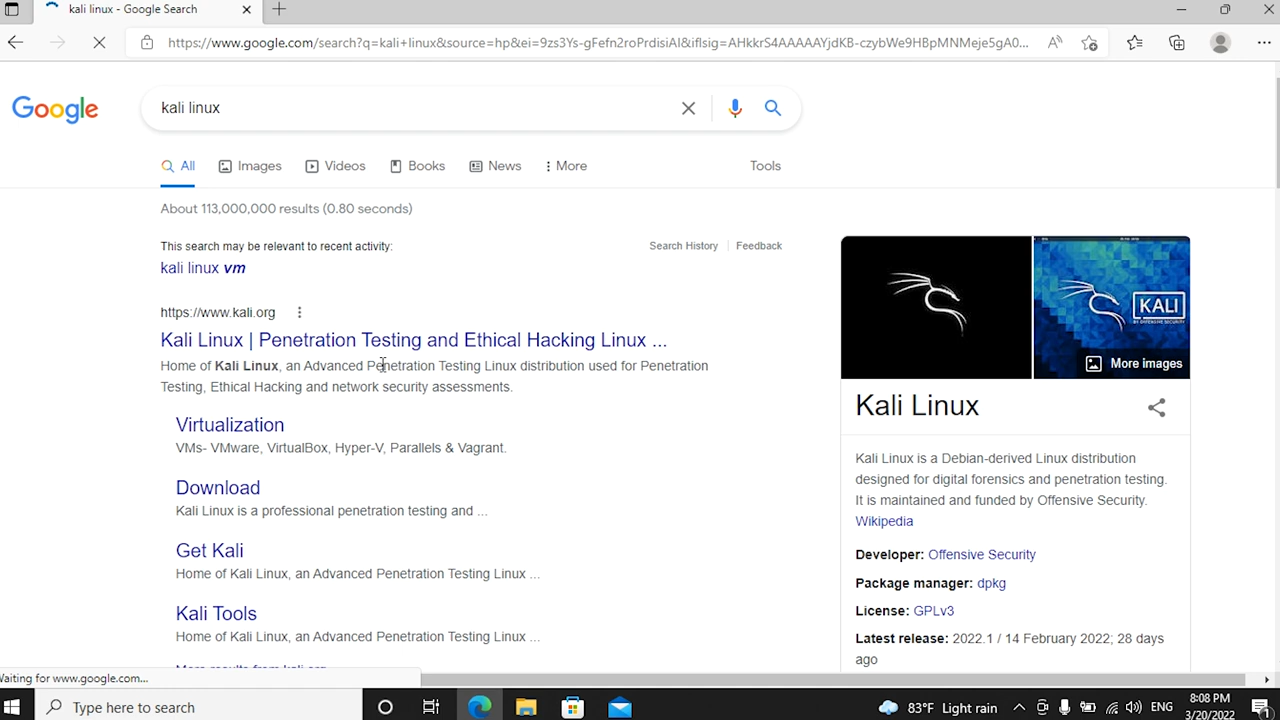 kali linux - Google Search
https://www.google.com/search?q=kali+linux&source=hp&ei=9zs3Ys-gFefn2roPrdisiAI&iflsig=AHkkrS4AAAAAYjdKB-czybWe9HBpMNMeje5gA0...
Google
kali linux
All Images Videos Books News More Tools
About 113,000,000 results (0.80 seconds)
This search may be relevant to recent activity: Search History Feedback
kali linux vm
https://www.kali.org
Kali Linux | Penetration Testing and Ethical Hacking Linux ...
Home of Kali Linux, an Advanced Penetration Testing Linux distribution used for Penetration
Testing, Ethical Hacking and network security assessments.
Virtualization
VMs- VMware, VirtualBox, Hyper-V, Parallels & Vagrant.
Download
Kali Linux is a professional penetration testing and ...
Get Kali
Home of Kali Linux, an Advanced Penetration Testing Linux ...
Kali Tools
Home of Kali Linux, an Advanced Penetration Testing Linux ...
More results from kali.org
KALI
BY OFFENSIVE SECURITY
More images
Kali Linux
Kali Linux is a Debian-derived Linux distribution
designed for digital forensics and penetration testing.
It is maintained and funded by Offensive Security.
Wikipedia
Developer: Offensive Security
Package manager: dpkg
License: GPLv3
Latest release: 2022.1 / 14 February 2022; 28 days
ago
Waiting for www.google.com...
Type here to search
83°F Light rain
ENG
8:08 PM
3/20/2022
1